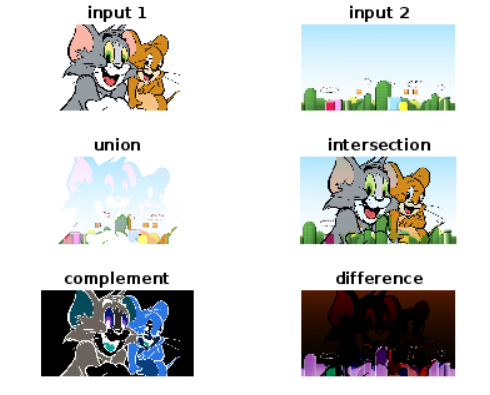 input 1
input 2
union
intersection
complement
difference